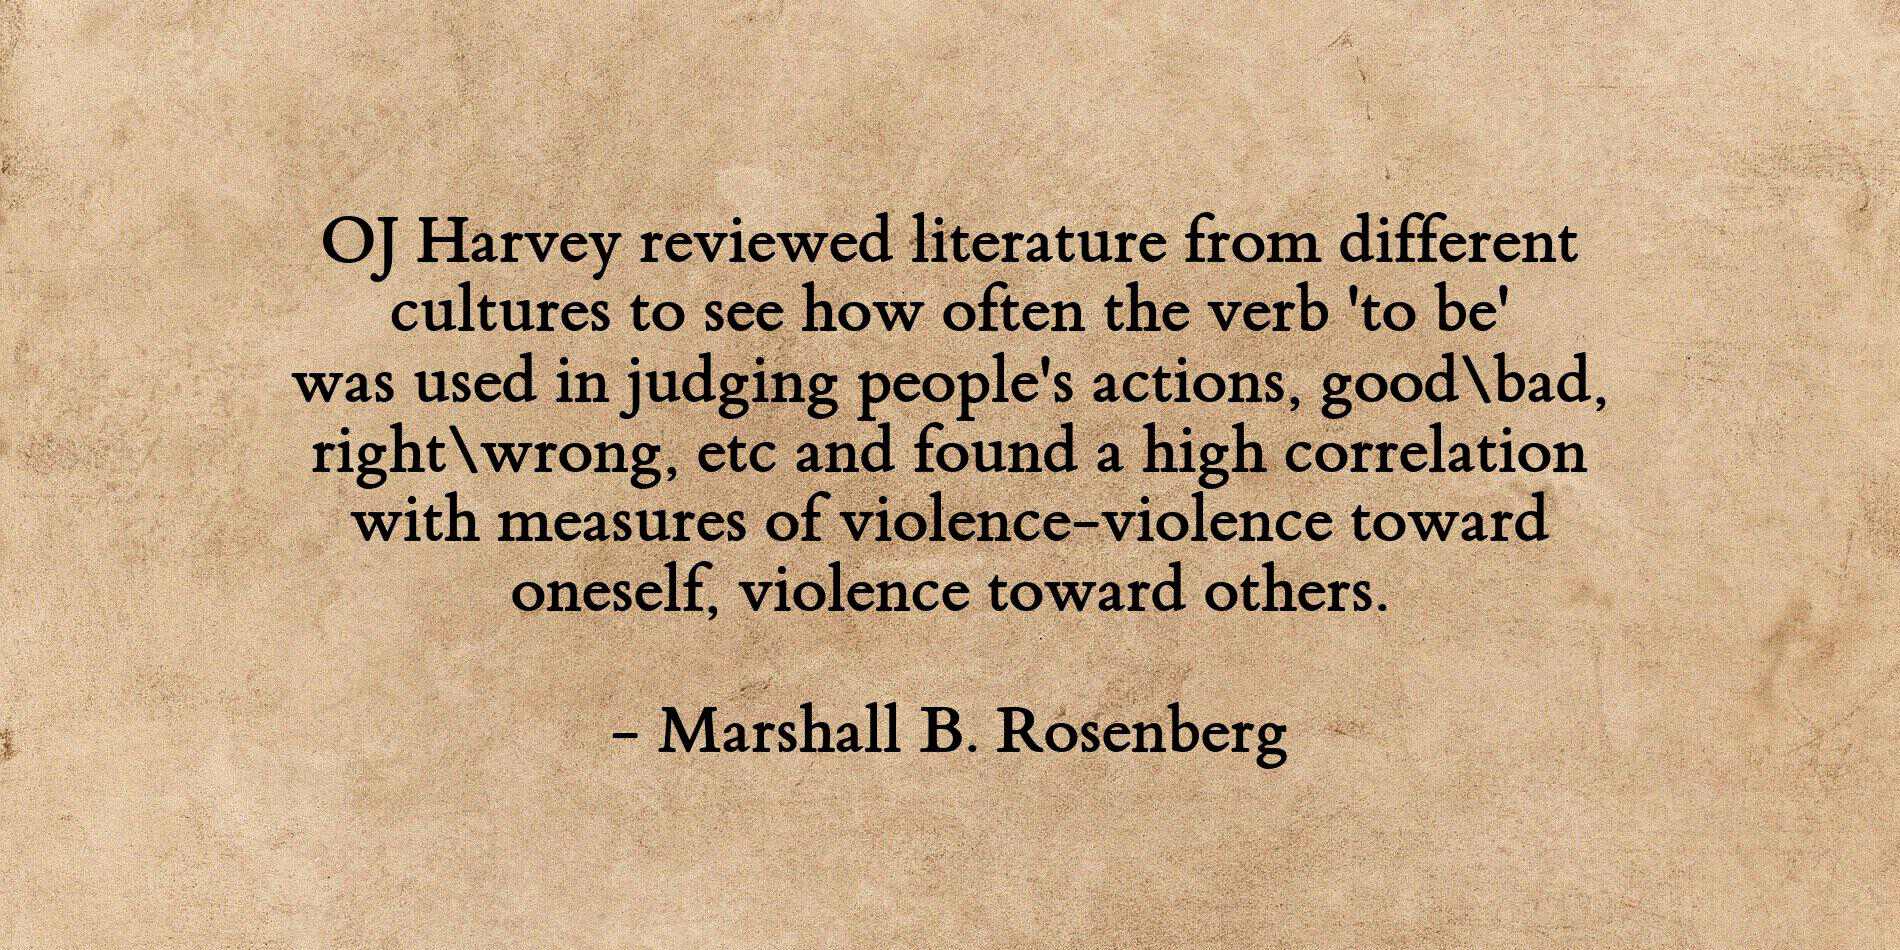 OJ Harvey reviewed literature from different
cultures to see how often the verb 'to be'
was used in judging people's actions, good\bad,
right\wrong, etc and found a high correlation
with measures of violence-violence toward
oneself, violence toward others.
- Marshall B. Rosenberg